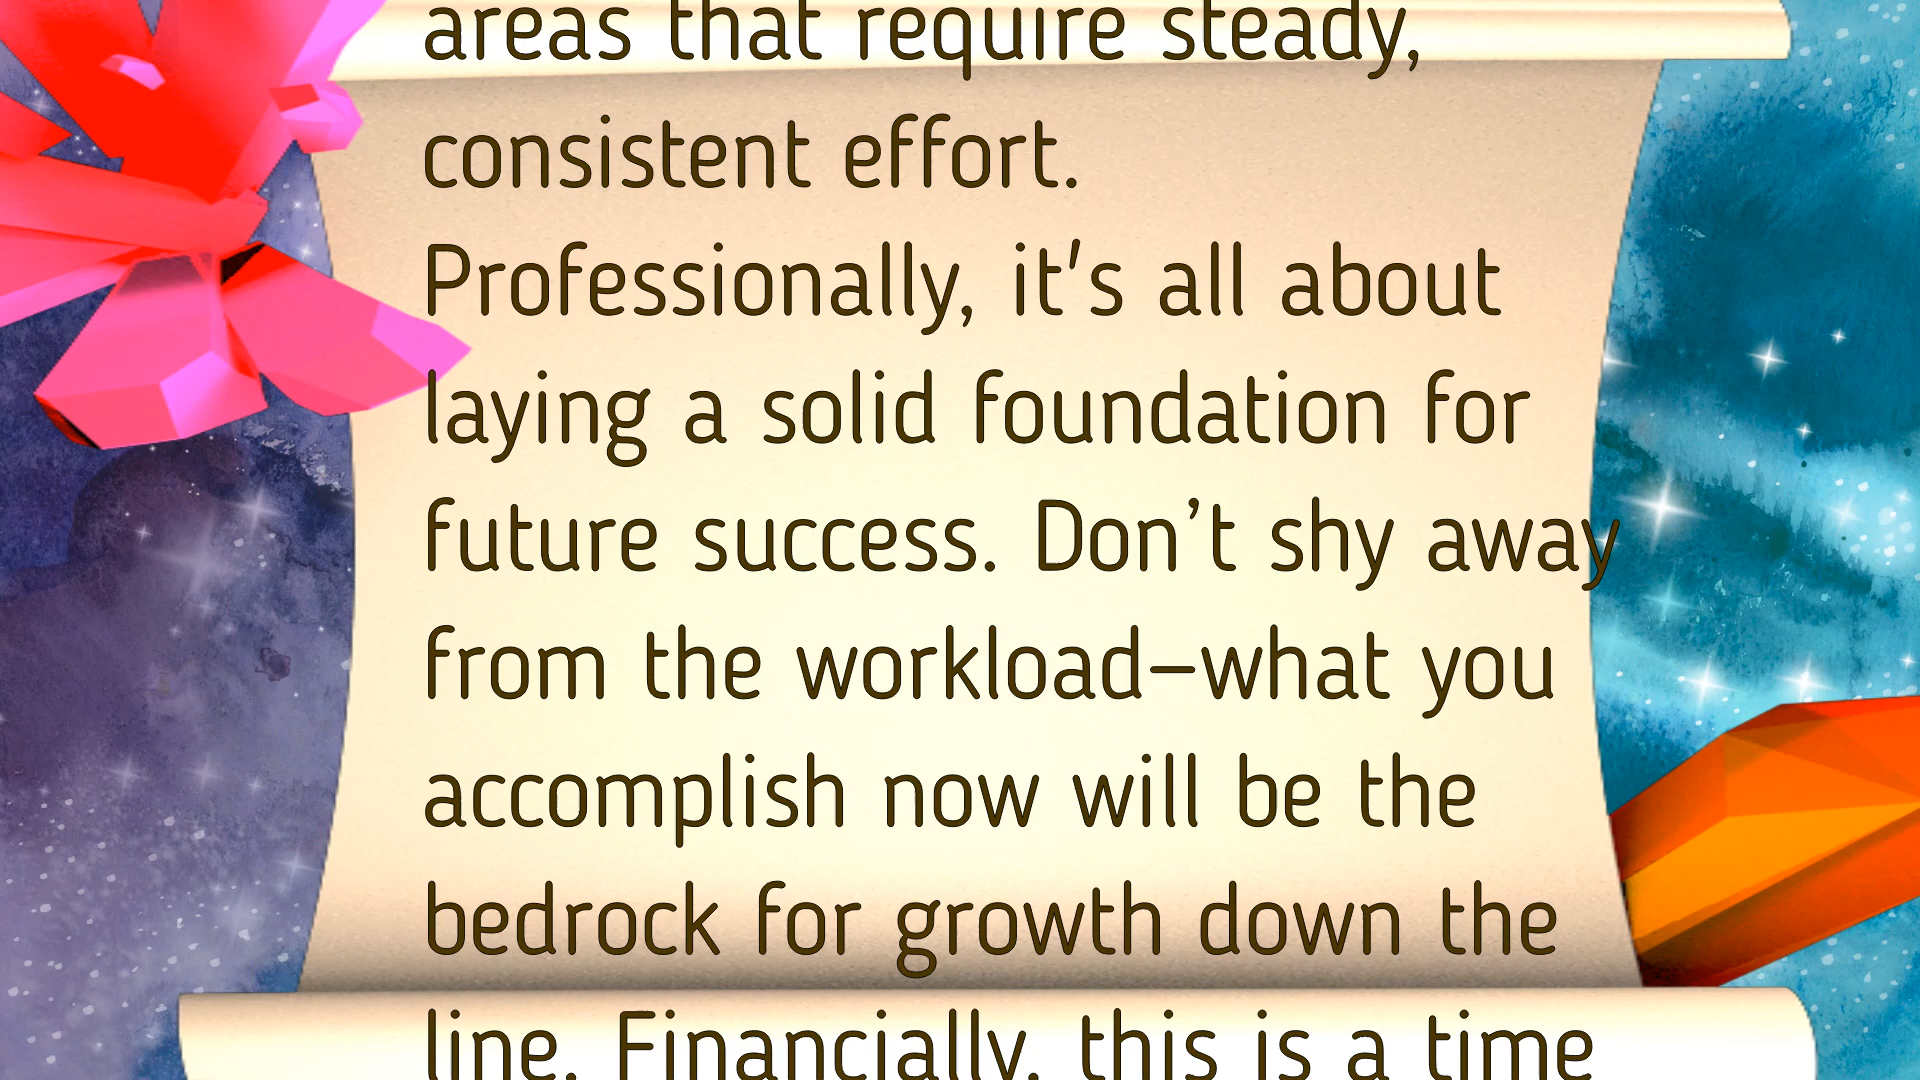 areas that require steady,
consistent effort.
Professionally, it's all about
laying a solid foundation for
future success. Don’t shy away
from the workload—what you
accomplish now will be the
bedrock for growth down the
line. Financially, this is a time